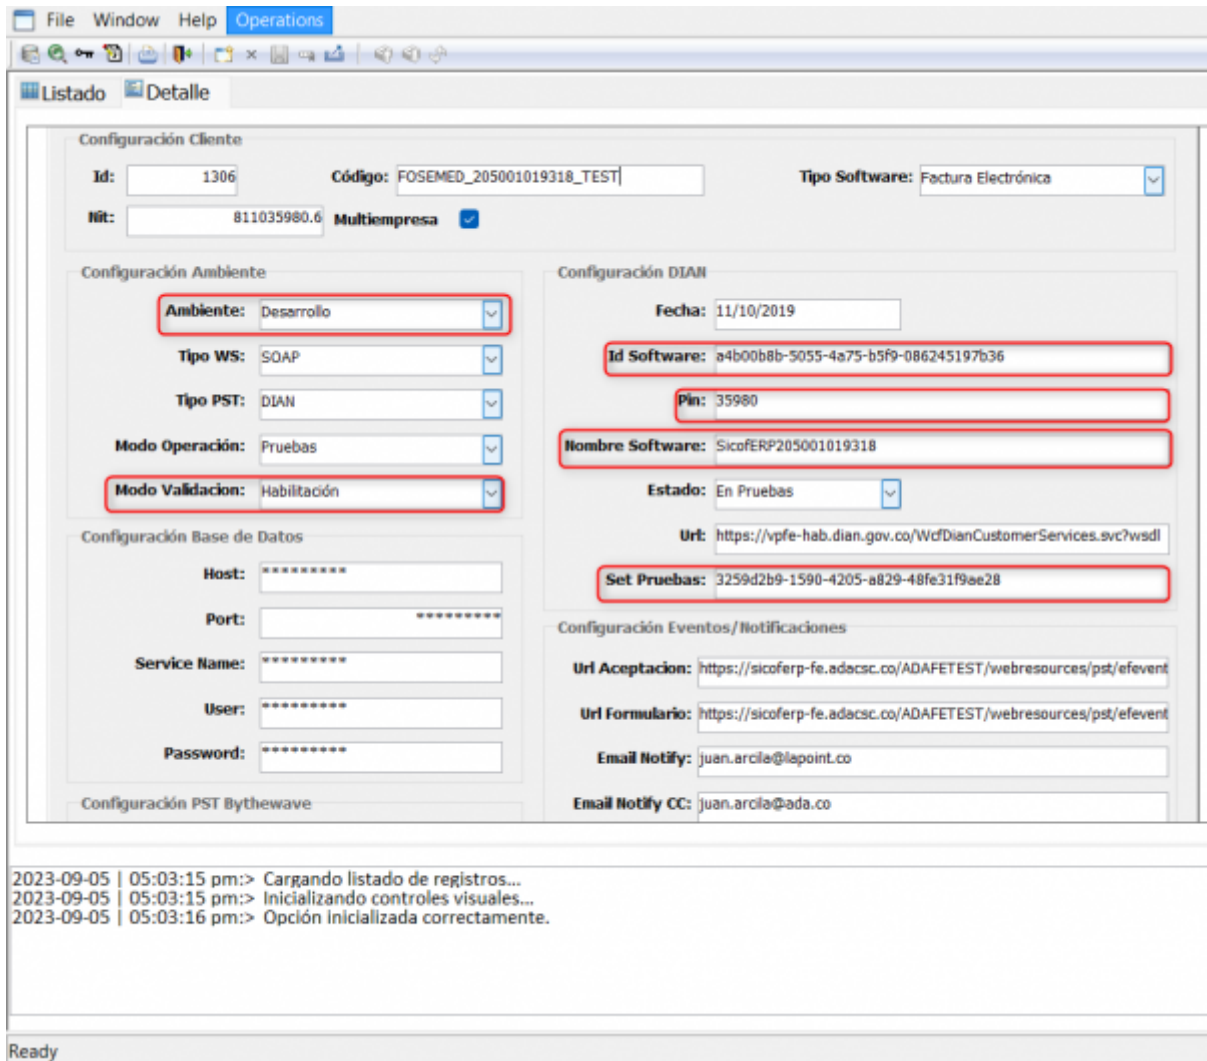 File Window Help Operations
Listado Detalle
Configuración Cliente
Id: 1306 Código: FOSEMED_205001019318_TEST Tipo Software: Factura Electrónica
Nit: 811035980.6 Multiempresa
Configuración Ambiente
Ambiente: Desarrollo
Tipo WS: SOAP
Tipo PST: DIAN
Modo Operación: Pruebas
Modo Validacion: Habilitación
Configuración Base de Datos
Host: *********
Port: *********
Service Name: *********
User: *********
Password: *********
Configuración PST Bythewave
Configuración DIAN
Fecha: 11/10/2019
Id Software: a4b00b8b-5055-4a75-b5f9-086245197b36
Pin: 35980
Nombre Software: SicofERP205001019318
Estado: En Pruebas
Url: https://vpfe-hab.dian.gov.co/WcfDianCustomerServices.svc?wsdl
Set Pruebas: 3259d2b9-1590-4205-a829-48fe31f9ae28
Configuración Eventos/Notificaciones
Url Aceptacion: https://sicoferp-fe.adacsc.co/ADAFETEST/webresources/pst/efevent
Url Formulario: https://sicoferp-fe.adacsc.co/ADAFETEST/webresources/pst/efevent
Email Notify: juan.arcila@lapoint.co
Email Notify CC: juan.arcila@ada.co
2023-09-05 | 05:03:15 pm:> Cargando listado de registros...
2023-09-05 | 05:03:15 pm:> Inicializando controles visuales...
2023-09-05 | 05:03:16 pm:> Opción inicializada correctamente.
Ready